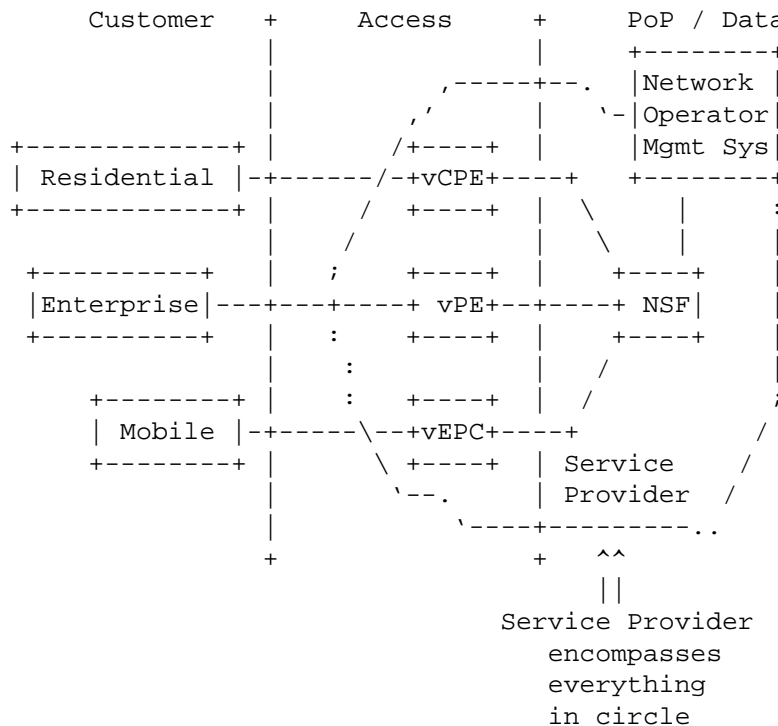 Customer + Access + PoP / Data
Network
Operator
Mgmt Sys
Residential
vCPE
Enterprise
vPE
NSF
Mobile
vEPC
Service
Provider
Service Provider
encompasses
everything
in circle